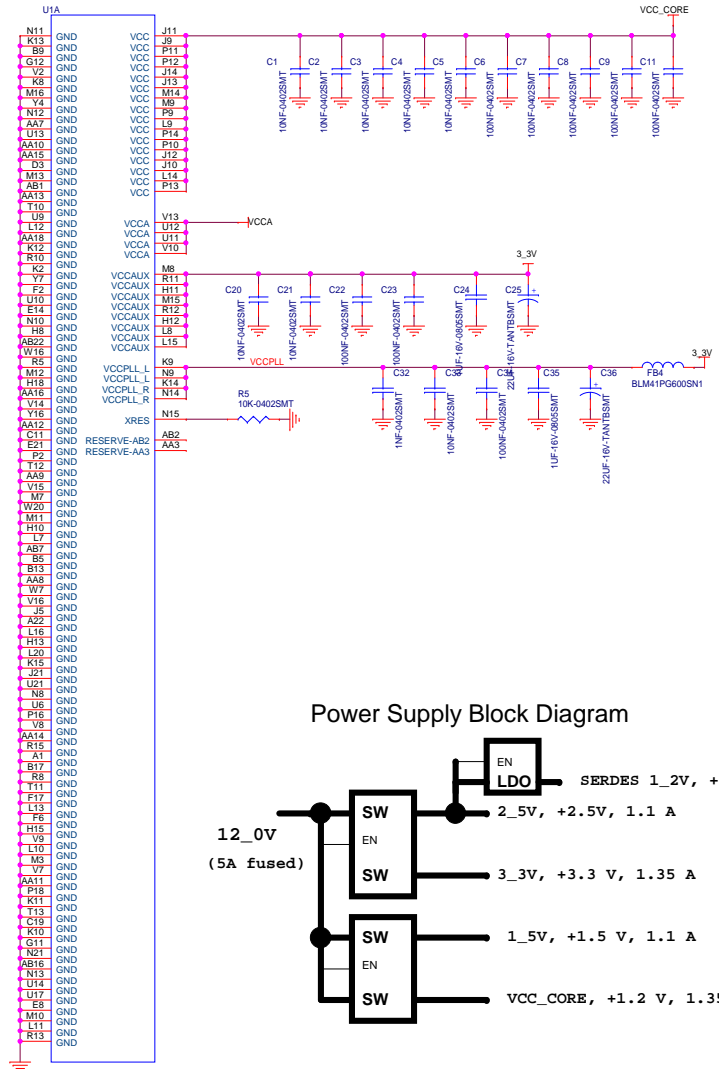 U1A
VCC_CORE
N11 GND VCC J11
K13 GND VCC J9
B9 GND VCC P11
G12 GND VCC P12
V2 GND VCC J14
K8 GND VCC J13
M16 GND VCC M14
Y4 GND VCC M9
N12 GND VCC P9
AA7 GND VCC L9
U13 GND VCC P14
AA10 GND VCC P10
AA15 GND VCC J12
D3 GND VCC J10
M13 GND VCC L14
AB1 GND VCC P13
AA13 GND
T10 GND
U9 GND VCCA V13
L12 GND VCCA U12
AA18 GND VCCA U11
K12 GND VCCA V10
R10 GND
K2 GND VCCAUX M8
Y7 GND VCCAUX R11
F2 GND VCCAUX H11
U10 GND VCCAUX M15
E14 GND VCCAUX R12
N10 GND VCCAUX H12
H8 GND VCCAUX L8
AB22 GND VCCAUX L15
W16 GND
R5 GND VCCPLL_L K9
M12 GND VCCPLL_L N9
H18 GND VCCPLL_R K14
AA16 GND VCCPLL_R N14
V14 GND
Y16 GND XRES N15
AA12 GND
C11 GND RESERVE-AB2 AB2
E21 GND RESERVE-AA3 AA3
P2 GND
T12 GND
AA9 GND
V15 GND
M7 GND
W20 GND
M11 GND
H10 GND
L7 GND
AB7 GND
B5 GND
B13 GND
AA8 GND
W7 GND
V16 GND
J5 GND
A22 GND
L16 GND
H13 GND
L20 GND
K15 GND
J21 GND
U21 GND
N8 GND
U6 GND
P16 GND
V8 GND
AA14 GND
R15 GND
A1 GND
B17 GND
R8 GND
T11 GND
F17 GND
L13 GND
F6 GND
H15 GND
V9 GND
L10 GND
M3 GND
V7 GND
AA11 GND
P18 GND
K11 GND
T13 GND
C19 GND
K10 GND
G11 GND
N21 GND
AB16 GND
N13 GND
U14 GND
U17 GND
E8 GND
M10 GND
L11 GND
R13 GND
C1 C2 C3 C4 C5 C6 C7 C8 C9 C11
10NF-0402SMT
10NF-0402SMT
10NF-0402SMT
10NF-0402SMT
10NF-0402SMT
100NF-0402SMT
100NF-0402SMT
100NF-0402SMT
100NF-0402SMT
100NF-0402SMT
VCCA
3_3V
C20 C21 C22 C23 C24 C25
10NF-0402SMT
10NF-0402SMT
100NF-0402SMT
100NF-0402SMT
1UF-16V-0805SMT
22UF-16V-TANTBSMT
VCCPLL
3_3V
FB4
BLM41PG600SN1
C32 C33 C34 C35 C36
1NF-0402SMT
10NF-0402SMT
100NF-0402SMT
1UF-16V-0805SMT
22UF-16V-TANTBSMT
R5
10K-0402SMT
Power Supply Block Diagram
EN
LDO
SERDES 1_2V, +
SW
2_5V, +2.5V, 1.1 A
12_0V
EN
(5A fused)
SW
3_3V, +3.3 V, 1.35 A
SW
1_5V, +1.5 V, 1.1 A
EN
SW
VCC_CORE, +1.2 V, 1.35